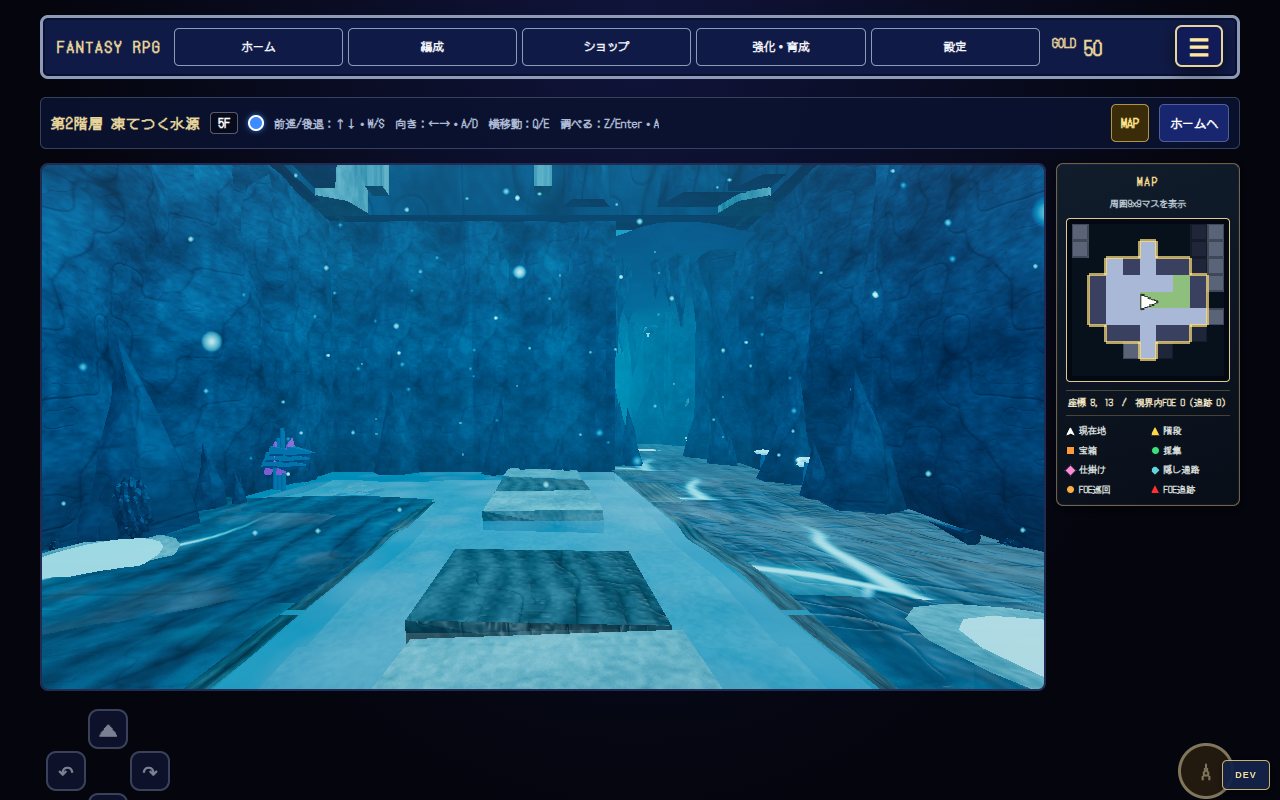 FANTASY RPG
ホーム
編成
ショップ
強化・育成
設定
GOLD 50
第2階層 凍てつく水源
5F
前進/後退：↑↓・W/S 向き：←→・A/D 横移動：Q/E 調べる：Z/Enter・A
MAP
ホームへ
MAP
周囲9x9マスを表示
座標 8, 13 / 視界内FOE 0 (追跡 0)
現在地
階段
宝箱
採集
仕掛け
隠し通路
FOE巡回
FOE追跡
A
DEV